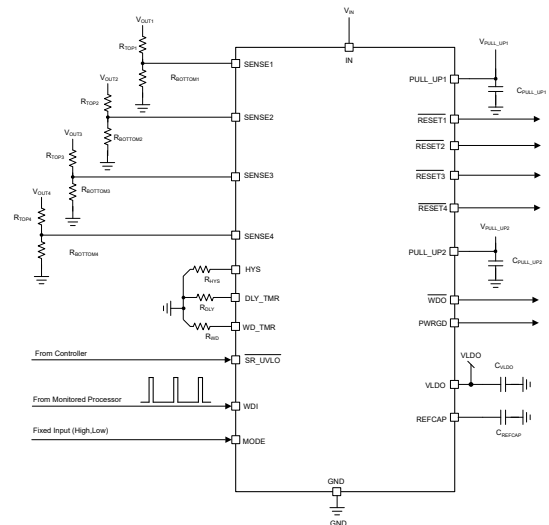 VIN
VOUT1
RTOP1
RBOTTOM1
SENSE1
IN
PULL_UP1
VPULL_UP1
CPULL_UP1
VOUT2
RTOP2
RBOTTOM2
SENSE2
RESET1
RESET2
VOUT3
RTOP3
RBOTTOM3
SENSE3
RESET3
RESET4
VOUT4
RTOP4
RBOTTOM4
SENSE4
PULL_UP2
VPULL_UP2
CPULL_UP2
HYS
RHYS
DLY_TMR
RDLY
WD_TMR
RWD
WDO
PWRGD
From Controller
SR_UVLO
VLDO
VLDO
CVLDO
From Monitored Processor
WDI
REFCAP
CREFCAP
Fixed Input (High,Low)
MODE
GND
GND